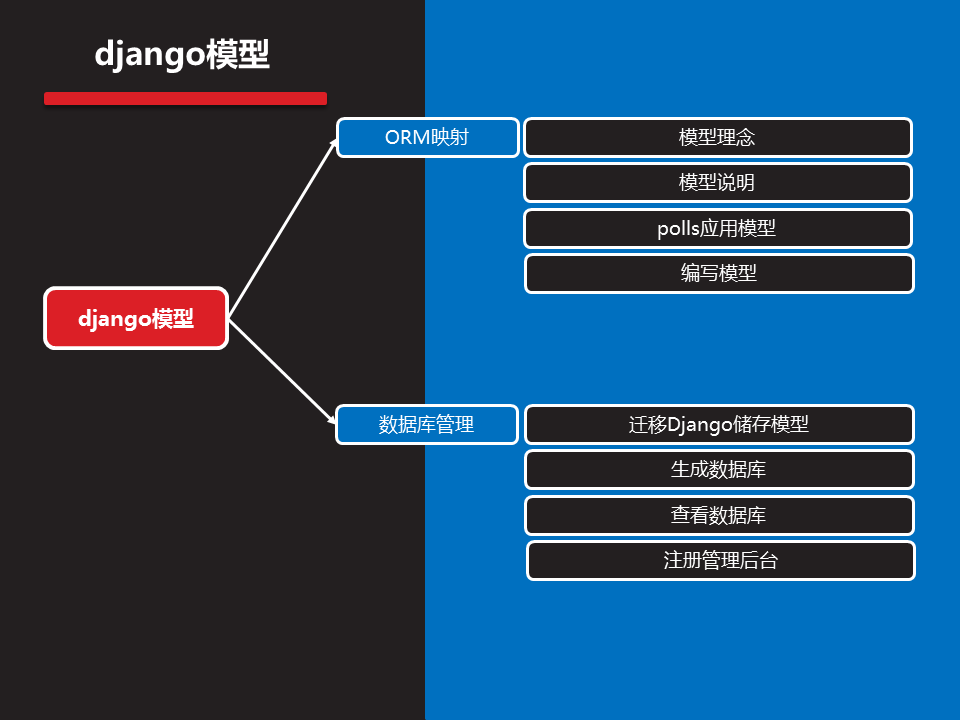 django模型
ORM映射
模型理念
模型说明
polls应用模型
编写模型
django模型
数据库管理
迁移Django储存模型
生成数据库
查看数据库
注册管理后台